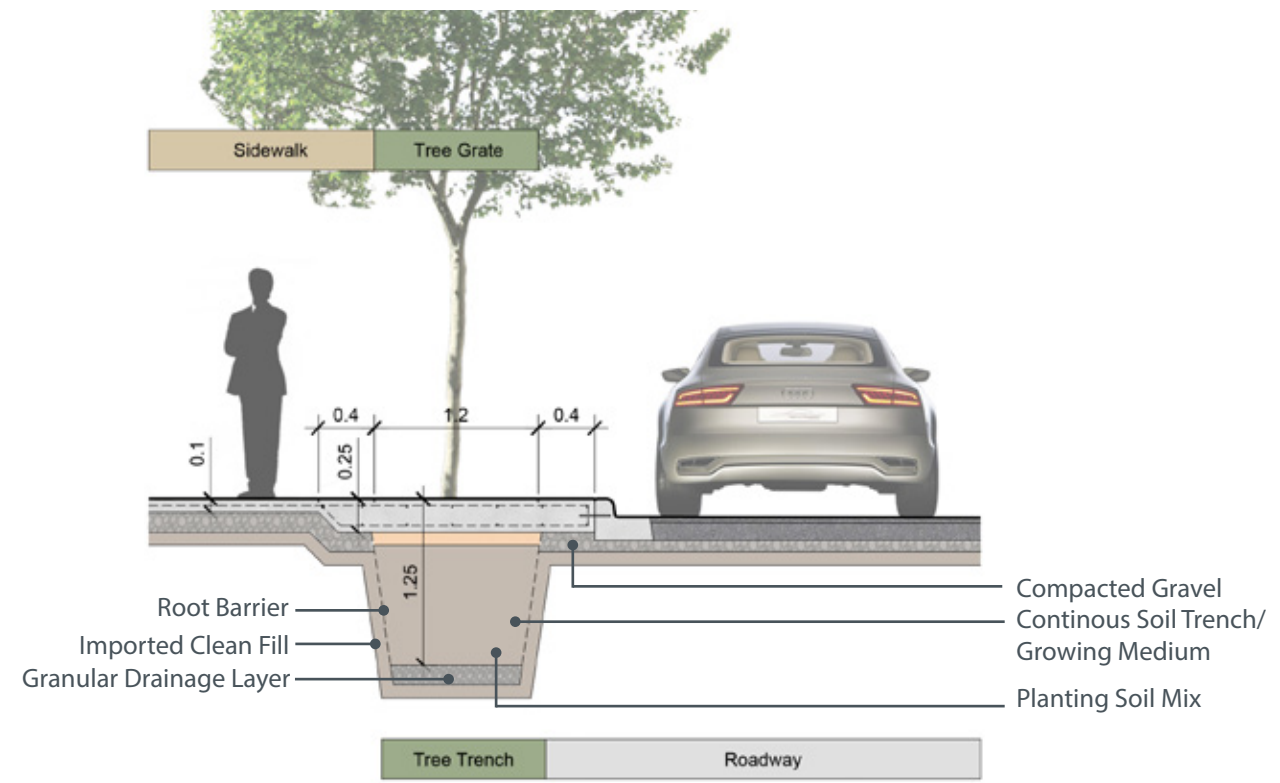 Sidewalk
Tree Grate
0.4
1.2
0.4
0.1
0.25
1.25
Root Barrier
Imported Clean Fill
Granular Drainage Layer
Compacted Gravel
Continous Soil Trench/
Growing Medium
Planting Soil Mix
Tree Trench
Roadway